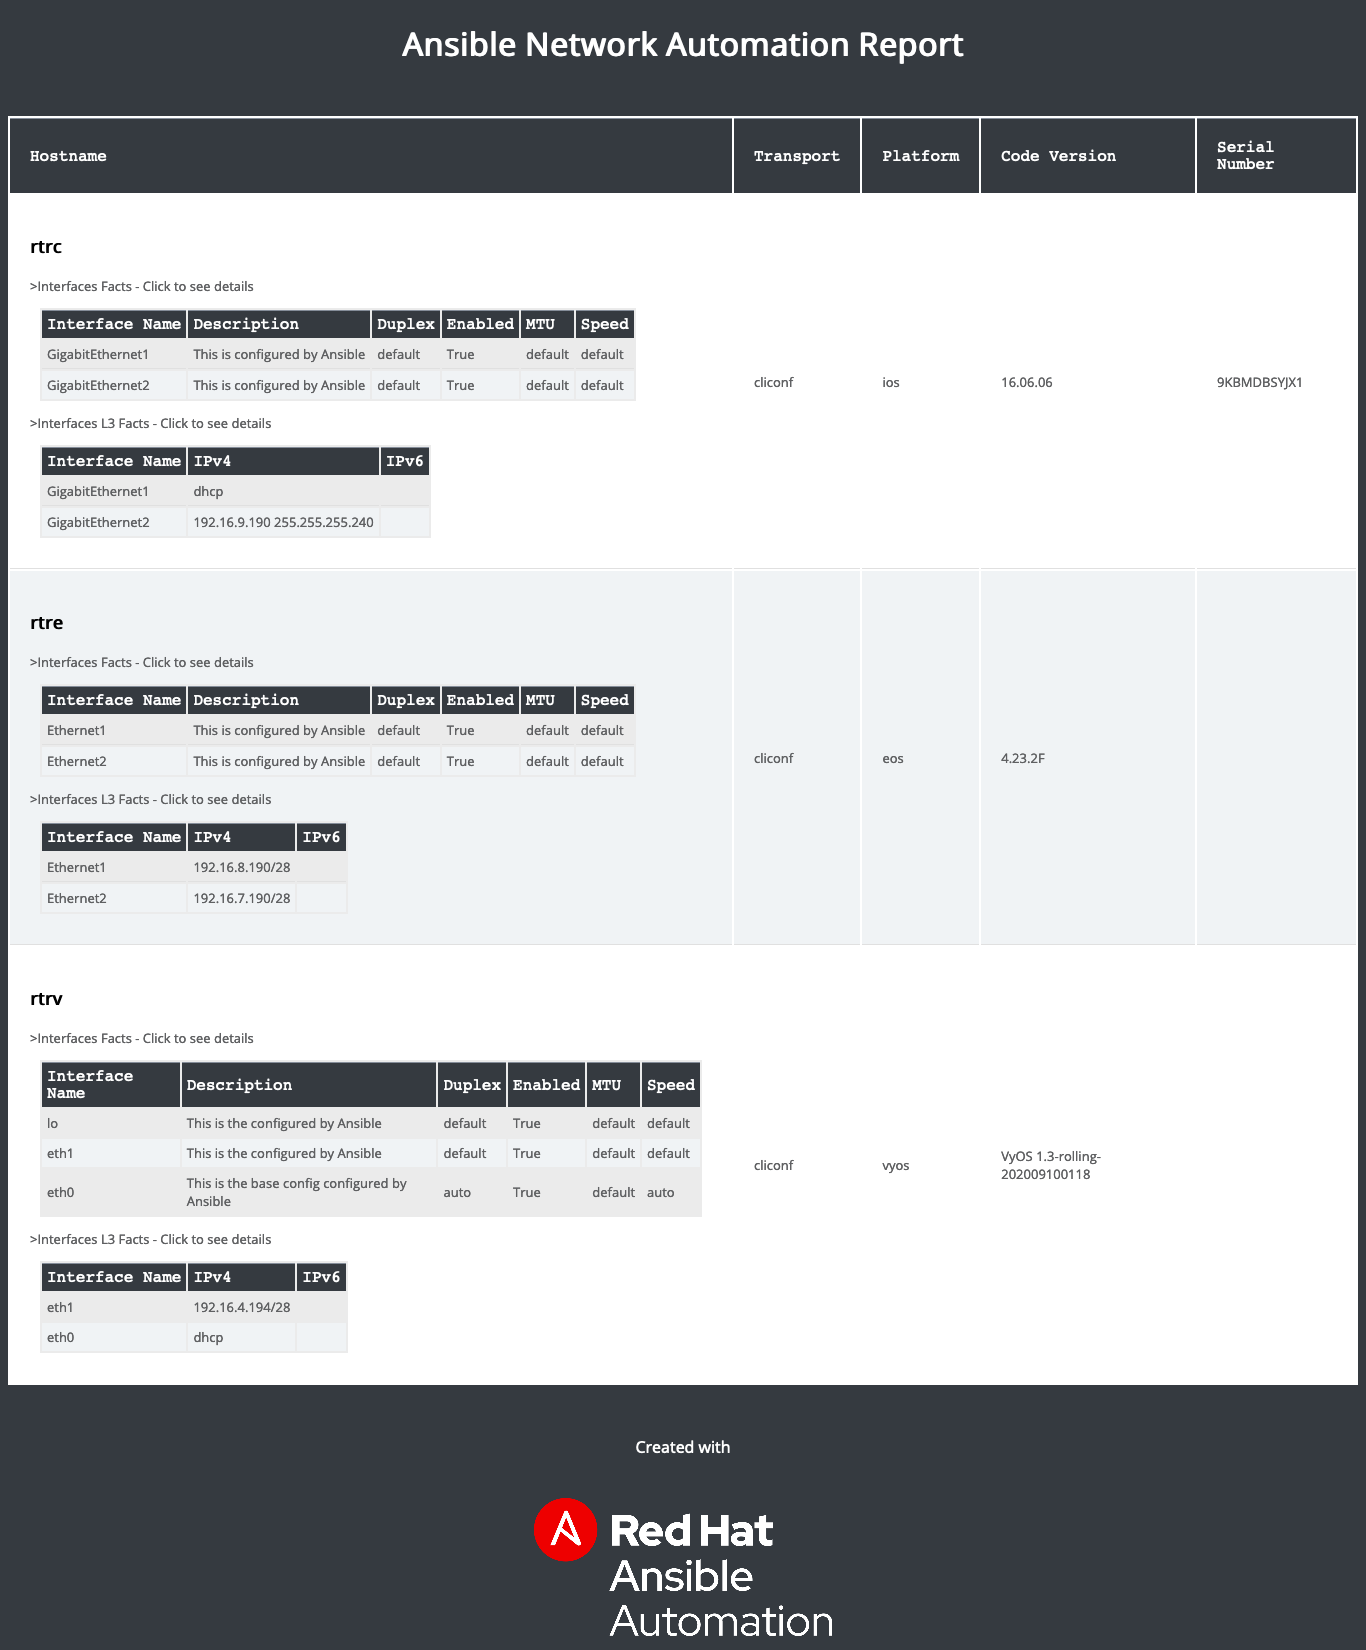 Ansible Network Automation Report
Hostname Transport Platform Code Version Serial Number
rtrc
>Interfaces Facts - Click to see details
Interface Name Description Duplex Enabled MTU Speed
GigabitEthernet1 This is configured by Ansible default True default default
GigabitEthernet2 This is configured by Ansible default True default default
cliconf ios 16.06.06 9KBMDBSYJX1
>Interfaces L3 Facts - Click to see details
Interface Name IPv4 IPv6
GigabitEthernet1 dhcp
GigabitEthernet2 192.16.9.190 255.255.255.240
rtre
>Interfaces Facts - Click to see details
Interface Name Description Duplex Enabled MTU Speed
Ethernet1 This is configured by Ansible default True default default
Ethernet2 This is configured by Ansible default True default default
cliconf eos 4.23.2F
>Interfaces L3 Facts - Click to see details
Interface Name IPv4 IPv6
Ethernet1 192.16.8.190/28
Ethernet2 192.16.7.190/28
rtrv
>Interfaces Facts - Click to see details
Interface Name Description Duplex Enabled MTU Speed
lo This is the configured by Ansible default True default default
eth1 This is the configured by Ansible default True default default
eth0 This is the base config configured by Ansible auto True default auto
cliconf vyos VyOS 1.3-rolling-202009100118
>Interfaces L3 Facts - Click to see details
Interface Name IPv4 IPv6
eth1 192.16.4.194/28
eth0 dhcp
Created with
Red Hat
Ansible
Automation